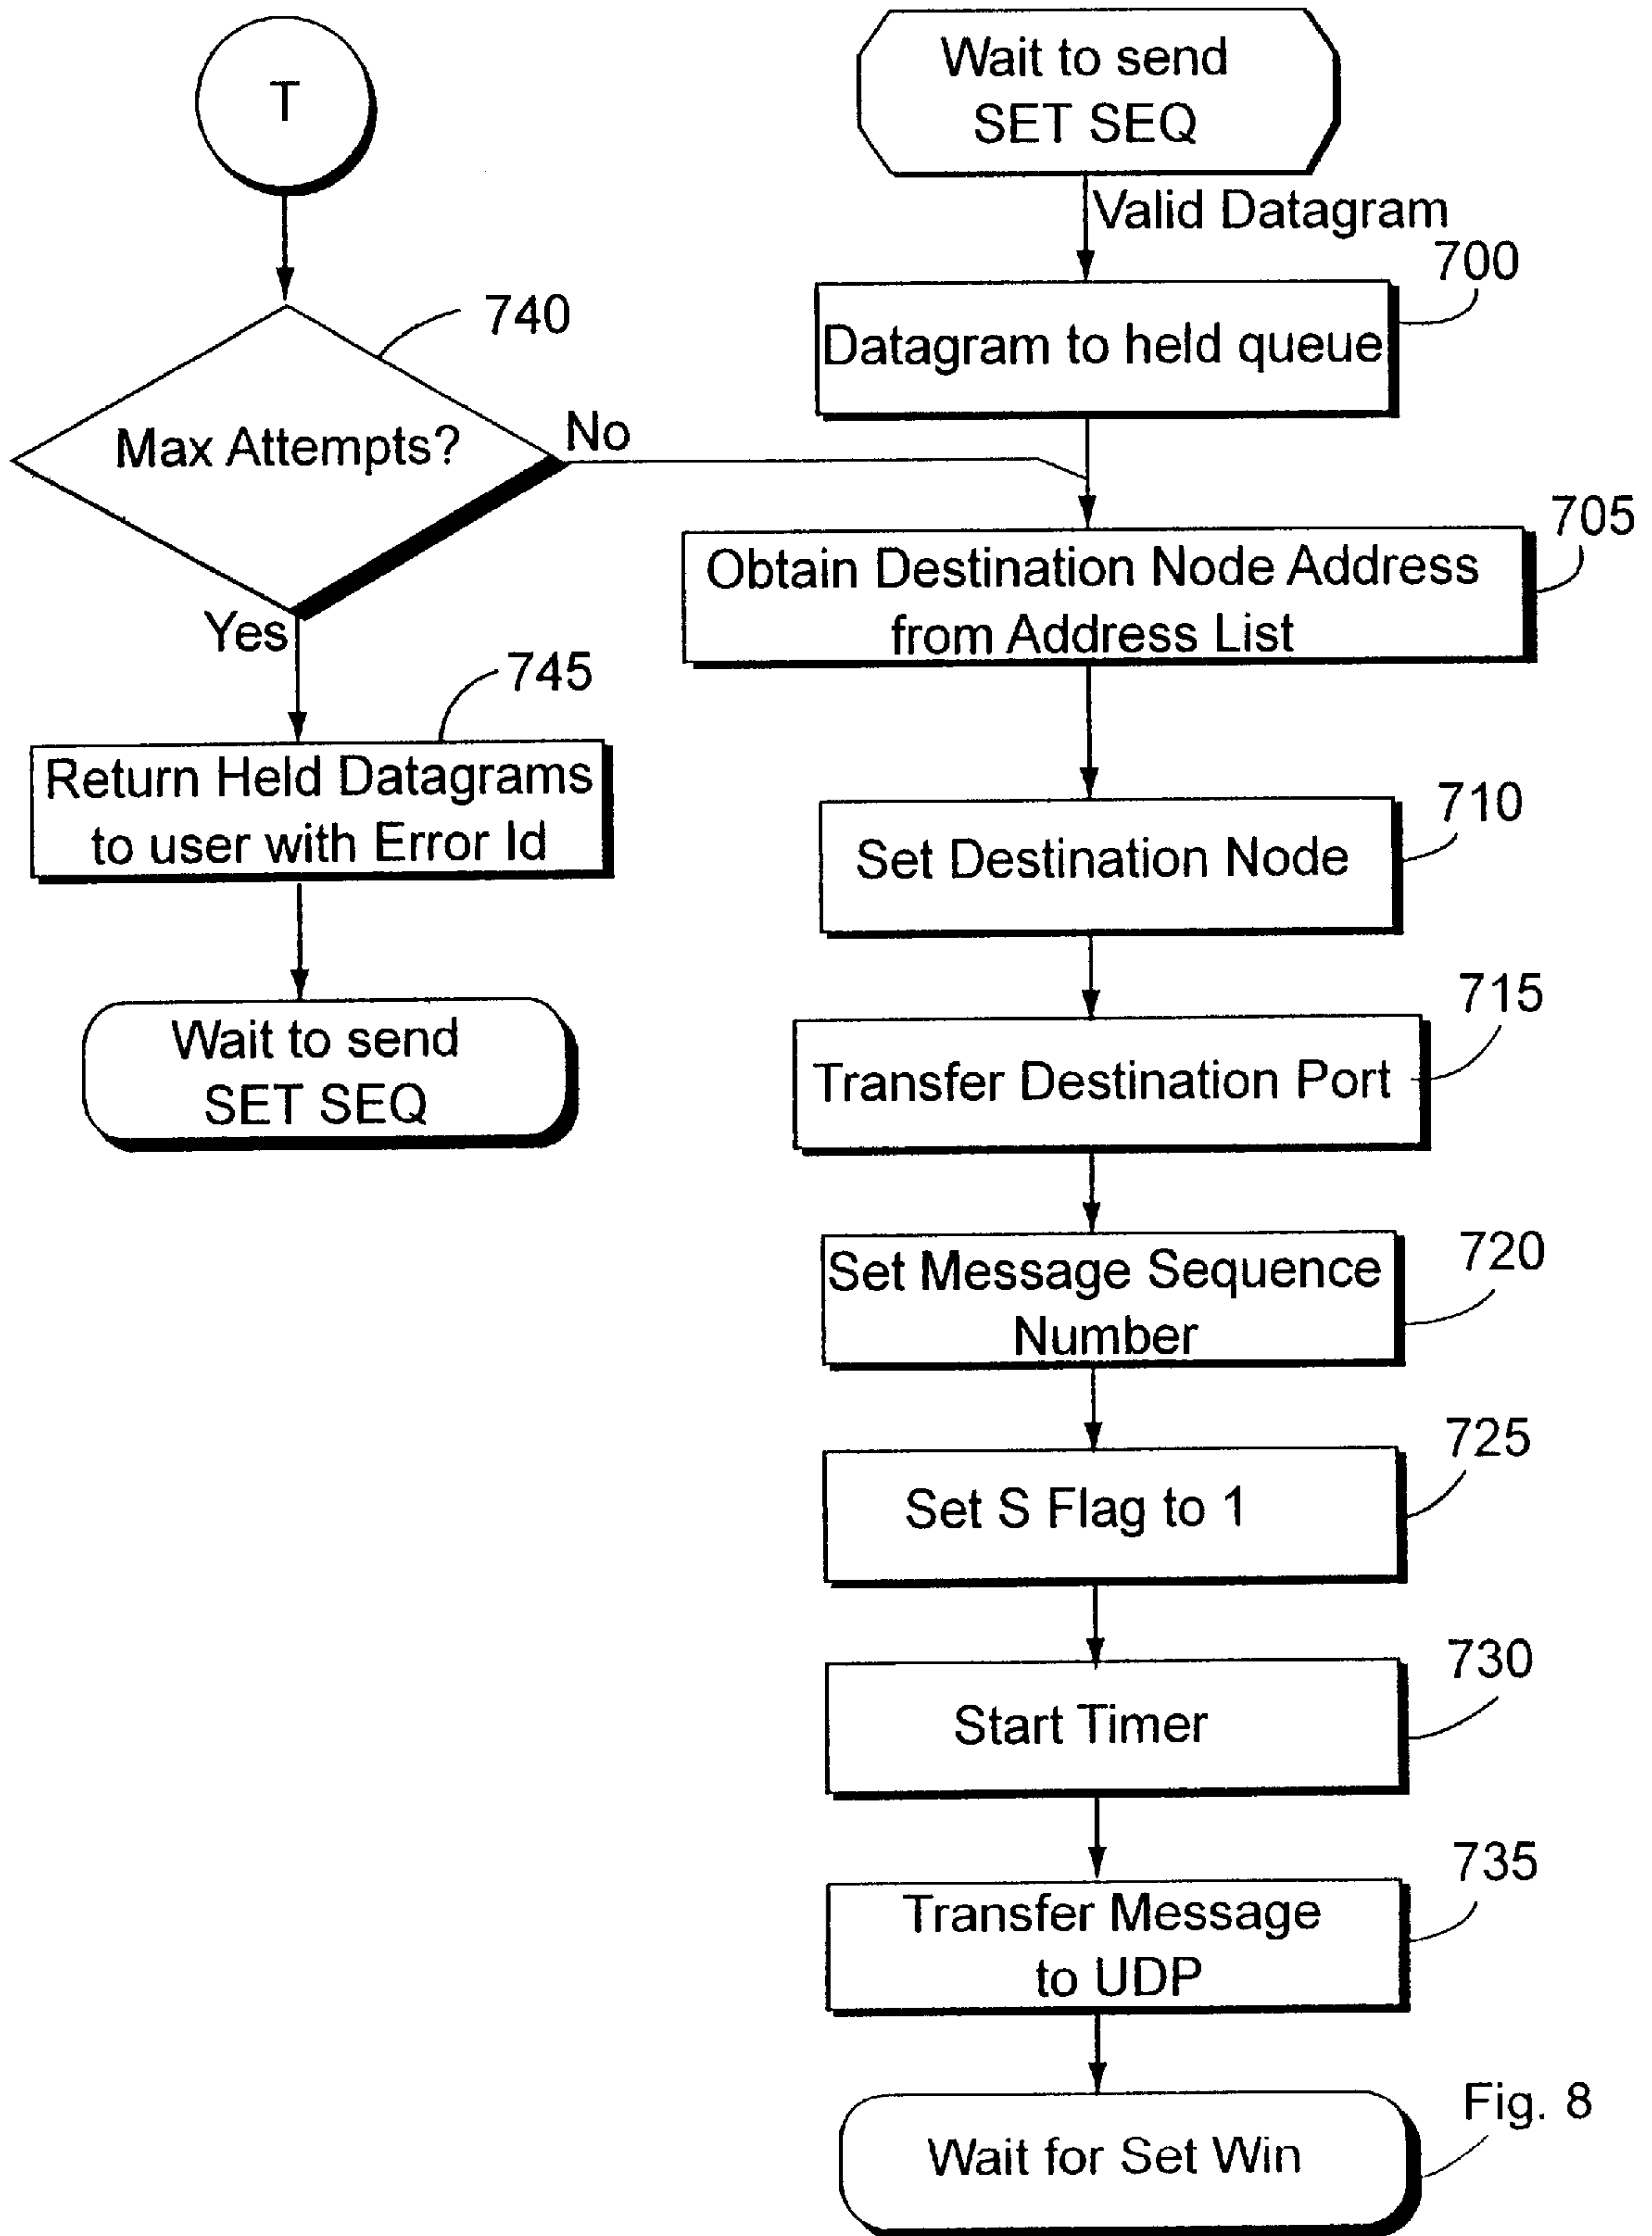 T
740
Max Attempts?
No
Yes
745
Return Held Datagrams
to user with Error Id
Wait to send
SET SEQ
Wait to send
SET SEQ
Valid Datagram
700
Datagram to held queue
705
Obtain Destination Node Address
from Address List
710
Set Destination Node
715
Transfer Destination Port
720
Set Message Sequence
Number
725
Set S Flag to 1
730
Start Timer
735
Transfer Message
to UDP
Fig. 8
Wait for Set Win